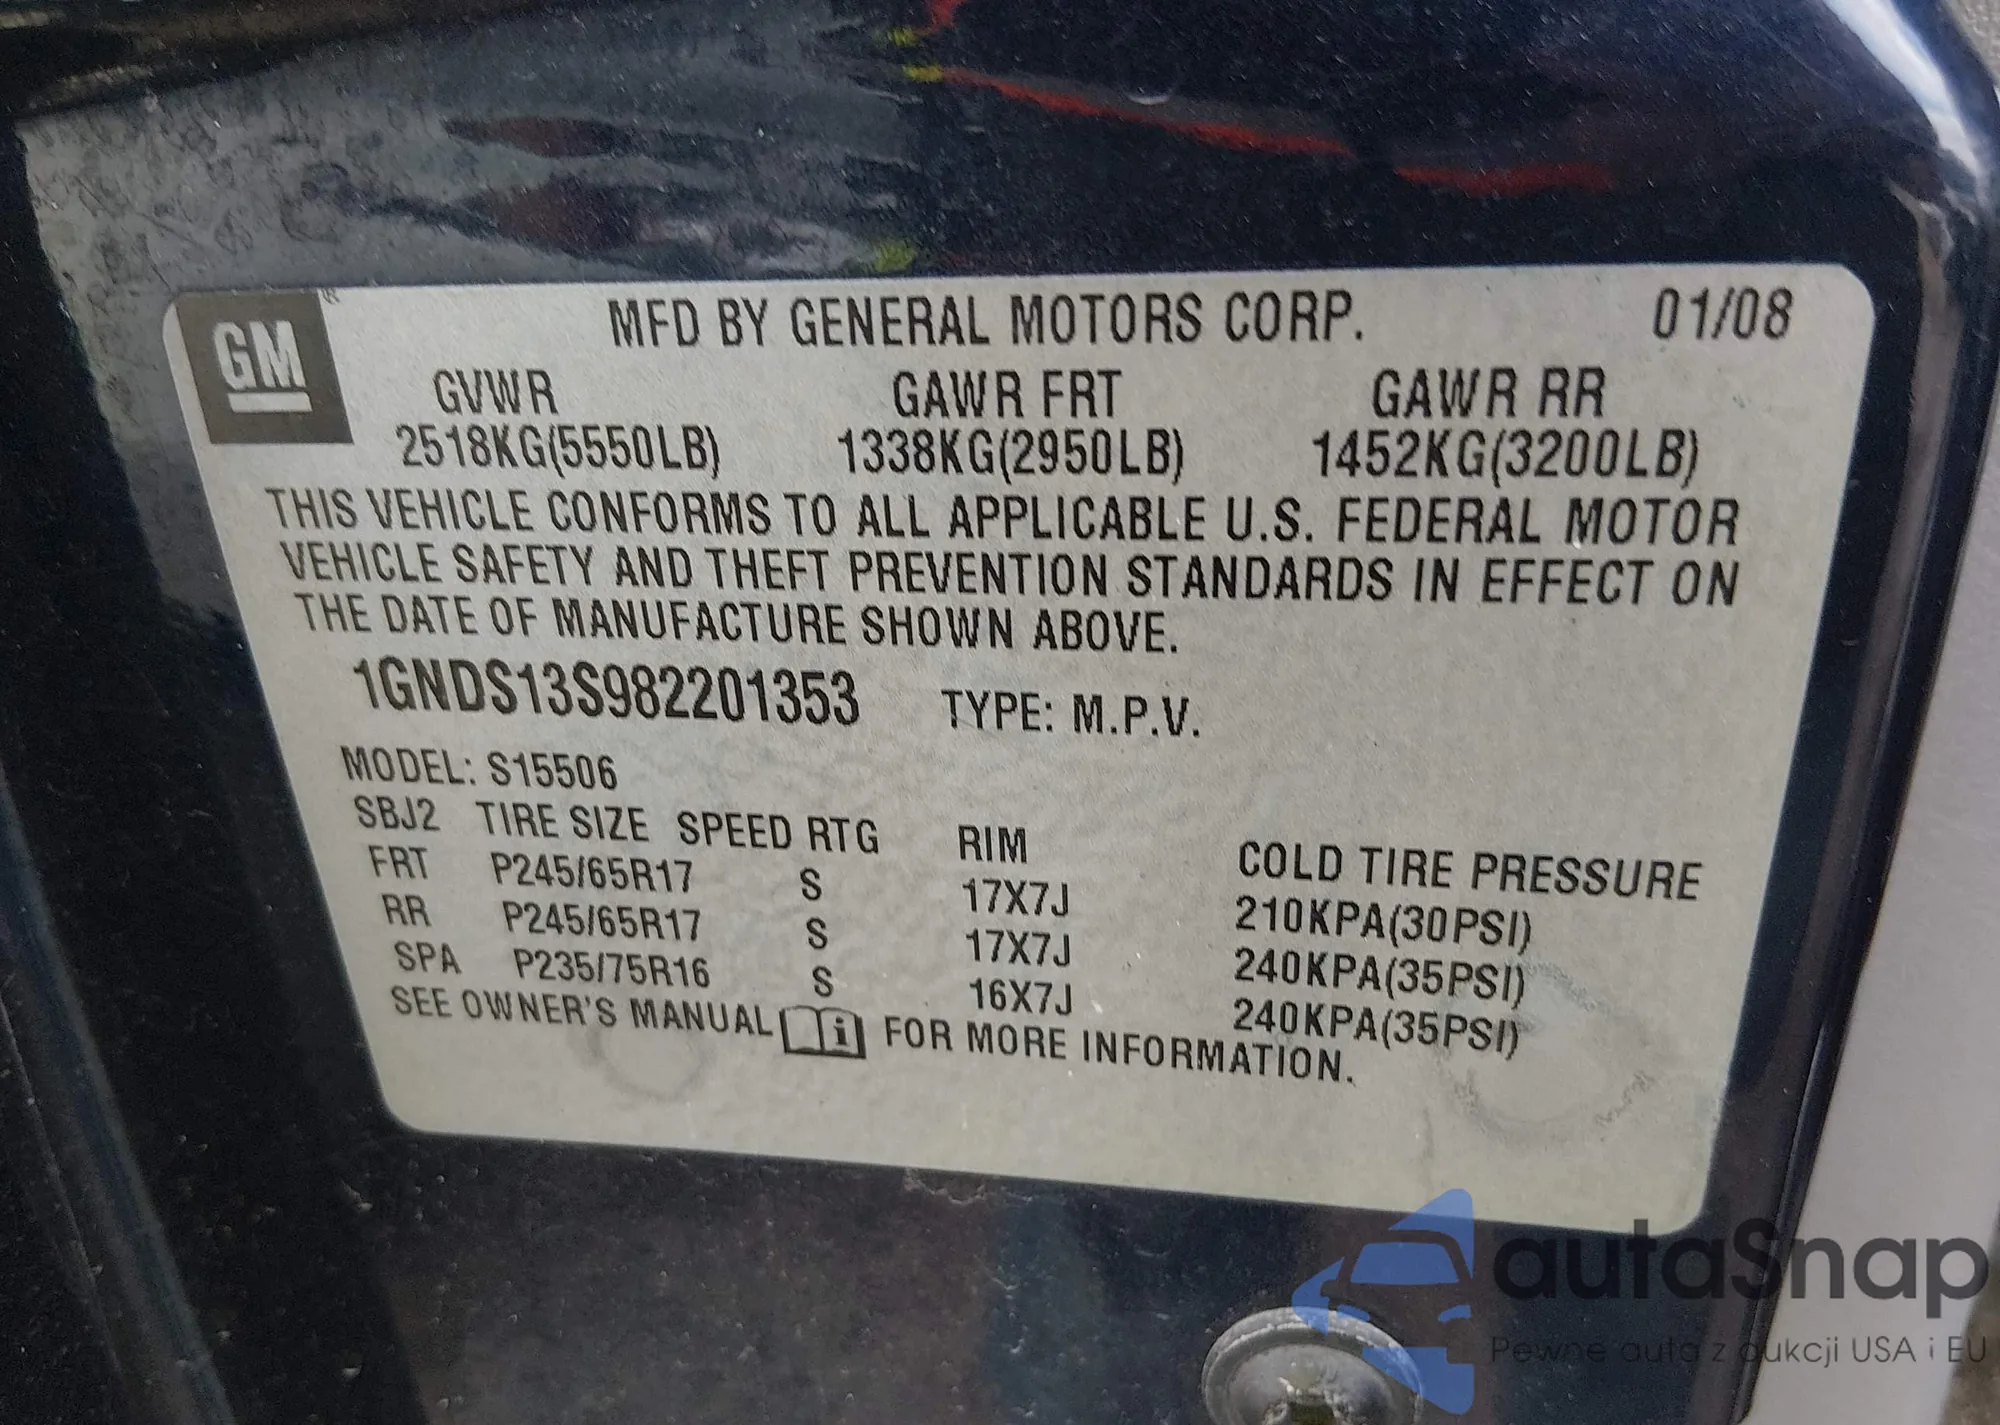 GM®
MFD BY GENERAL MOTORS CORP. 01/08
GVWR GAWR FRT GAWR RR
2518KG(5550LB) 1338KG(2950LB) 1452KG(3200LB)
THIS VEHICLE CONFORMS TO ALL APPLICABLE U.S. FEDERAL MOTOR
VEHICLE SAFETY AND THEFT PREVENTION STANDARDS IN EFFECT ON
THE DATE OF MANUFACTURE SHOWN ABOVE.
1GNDS13S982201353 TYPE: M.P.V.
MODEL: S15506
SBJ2 TIRE SIZE SPEED RTG RIM COLD TIRE PRESSURE
FRT P245/65R17 S 17X7J 210KPA(30PSI)
RR P245/65R17 S 17X7J 240KPA(35PSI)
SPA P235/75R16 S 16X7J 240KPA(35PSI)
SEE OWNER'S MANUAL i FOR MORE INFORMATION.
autaSnap
Pewne auta z aukcji USA i EU